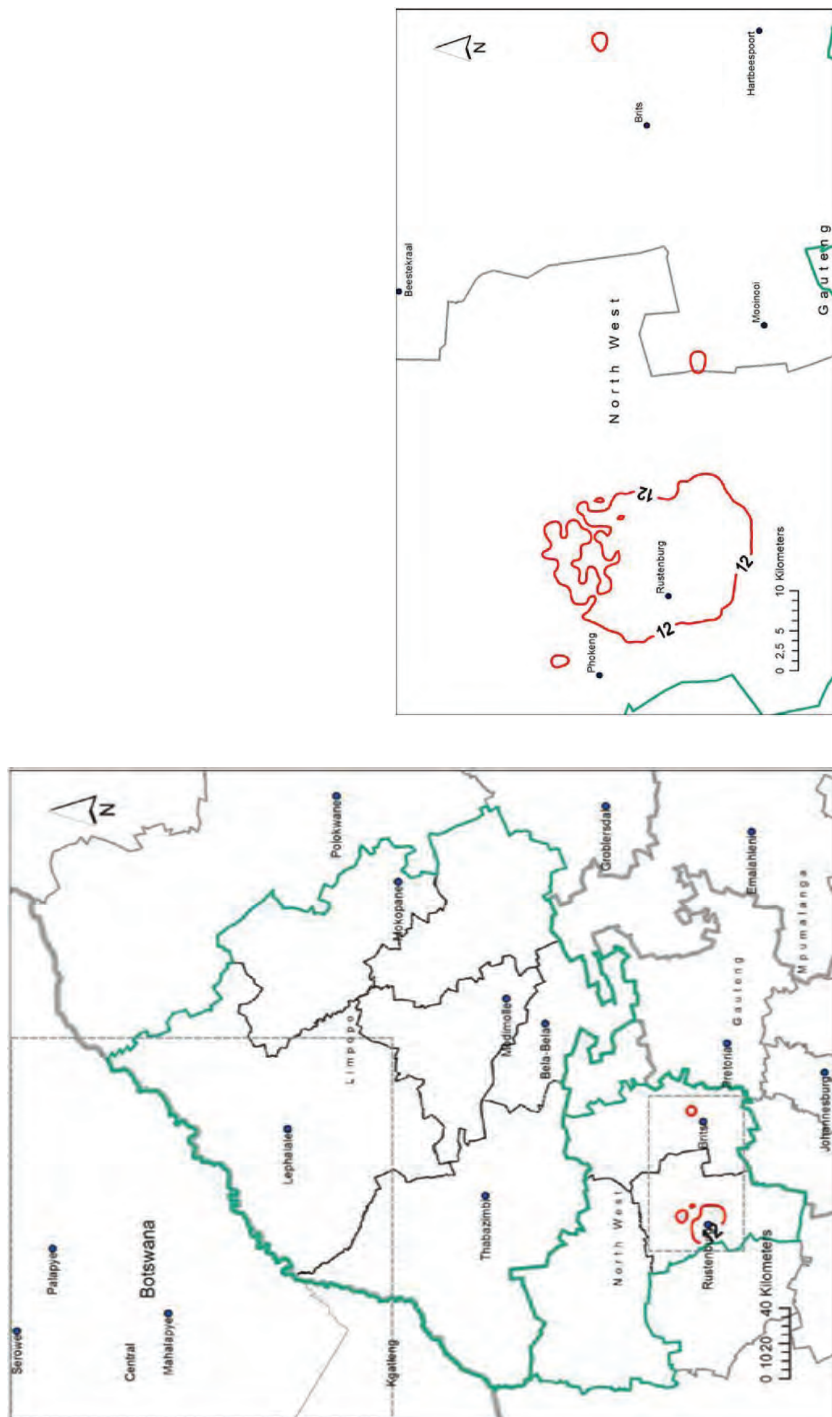 N
Serowe
Palapye
Central
Mahalapye
Botswana
Lephalale
Polokwane
Limpopo
Kgatleng
Mokopane
Thabazimbi
Modimolle
Bela-Bela
Groblersdal
North West
Rustenburg
12
Brits
Pretoria
Gauteng
Emalahleni
Mpumalanga
Johannesburg
0 1020 40 Kilometers
N
Beestekraal
Phokeng
North West
12
Brits
Rustenburg
12
12
Mooinooi
Hartbeespoort
0 2,5 5 10 Kilometers
Gauteng